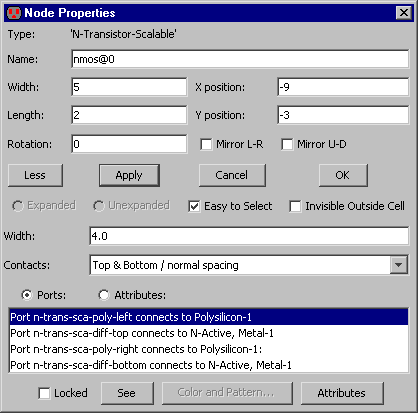 Node Properties
Type: 'N-Transistor-Scalable'
Name: nmos@0
Width: 5 X position: -9
Length: 2 Y position: -3
Rotation: 0 Mirror L-R Mirror U-D
Less Apply Cancel OK
Expanded Unexpanded Easy to Select Invisible Outside Cell
Width: 4.0
Contacts: Top & Bottom / normal spacing
Ports: Attributes:
Port n-trans-sca-poly-left connects to Polysilicon-1
Port n-trans-sca-diff-top connects to N-Active, Metal-1
Port n-trans-sca-poly-right connects to Polysilicon-1:
Port n-trans-sca-diff-bottom connects to N-Active, Metal-1
Locked See Color and Pattern... Attributes